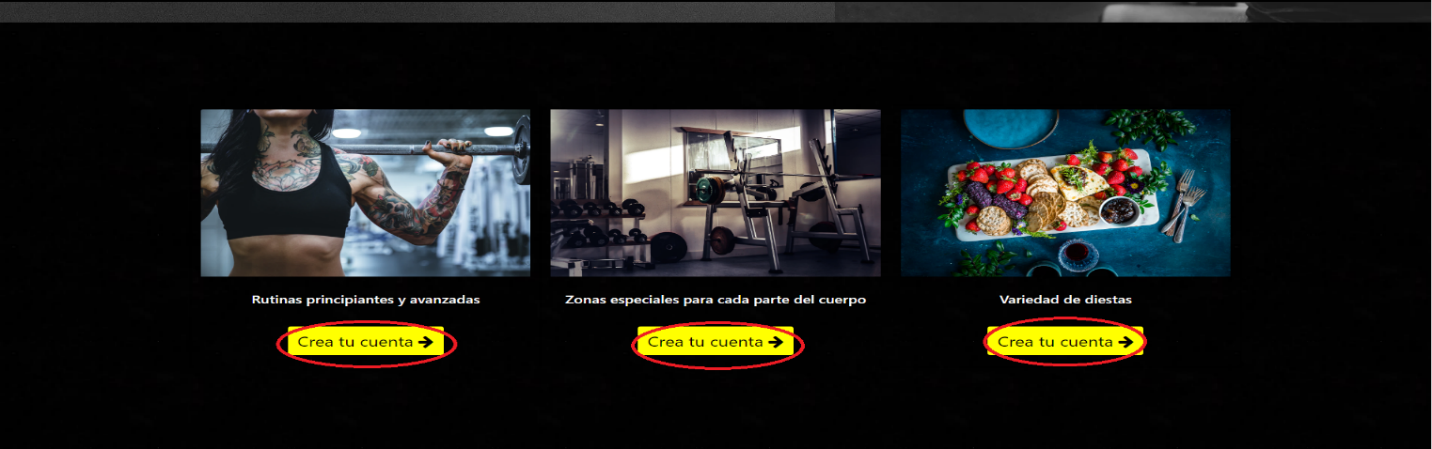 Rutinas principiantes y avanzadas
Zonas especiales para cada parte del cuerpo
Variedad de diestas
Crea tu cuenta →
Crea tu cuenta →
Crea tu cuenta →